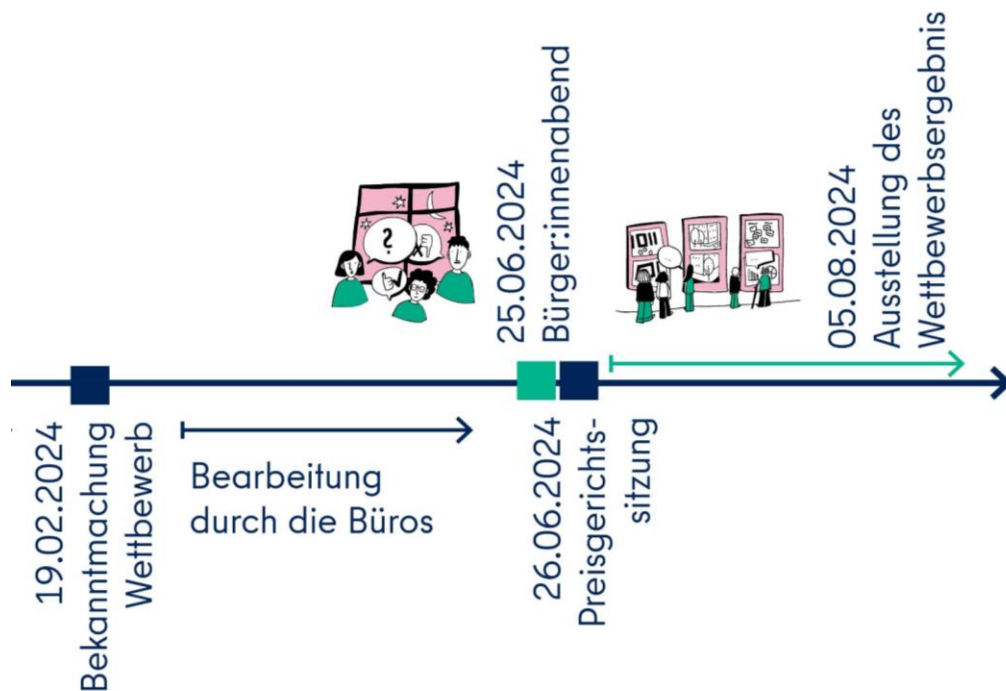 19.02.2024
Bekanntmachung
Wettbewerb
Bearbeitung
durch die Büros
25.06.2024
Bürger:innenabend
26.06.2024
Preisgerichts-
sitzung
05.08.2024
Ausstellung des
Wettbewerbsergebnis
?